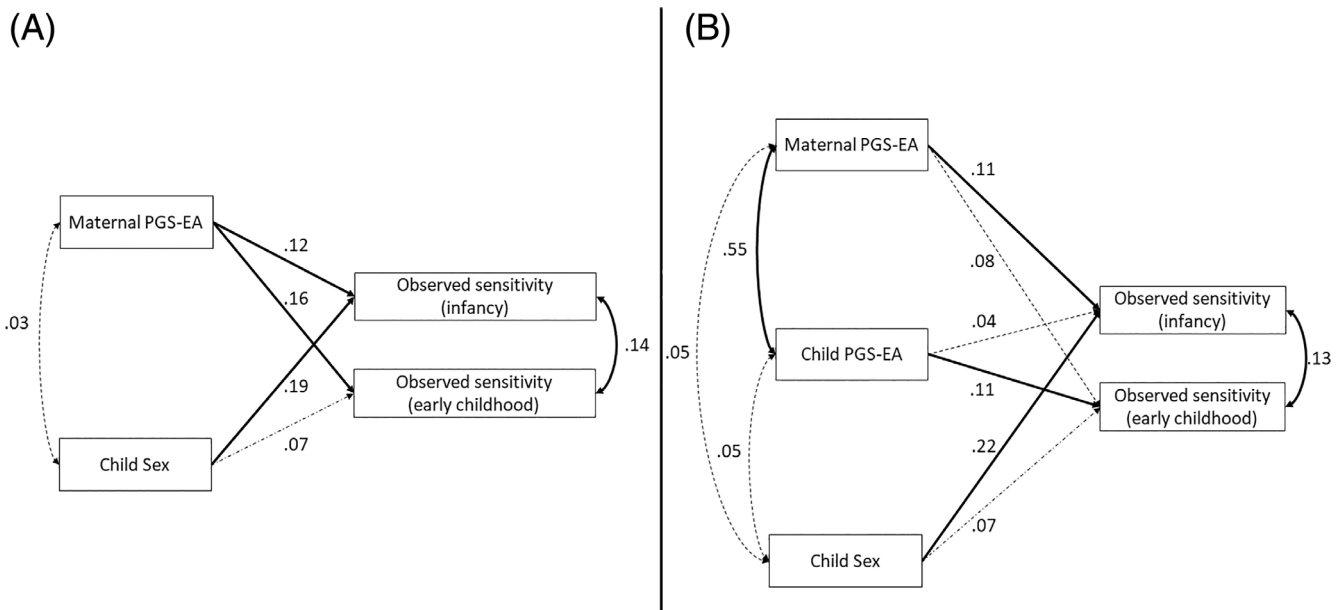 (A)
Maternal PGS-EA
.12
Observed sensitivity
(infancy)
.16
.03
.14
.19
Observed sensitivity
(early childhood)
.07
Child Sex
(B)
Maternal PGS-EA
.11
.55
.08
Observed sensitivity
(infancy)
.04
.05
Child PGS-EA
.13
.11
Observed sensitivity
(early childhood)
.22
.05
.07
Child Sex